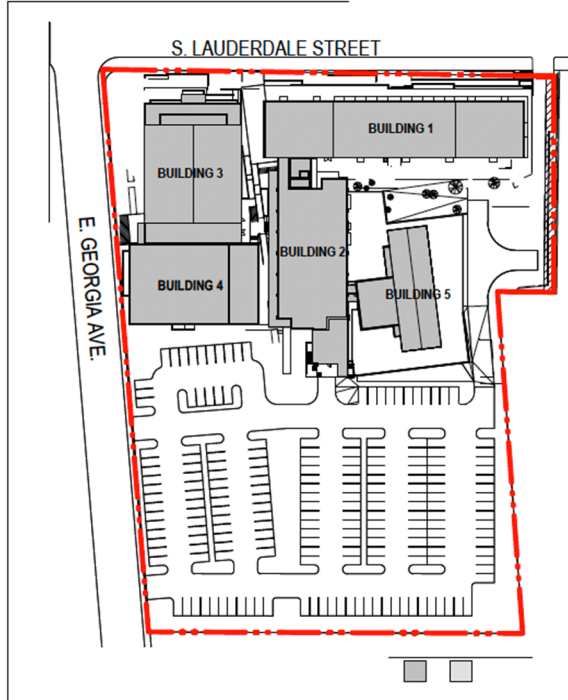 S. LAUDERDALE STREET
BUILDING 1
BUILDING 3
E. GEORGIA AVE.
BUILDING 2
BUILDING 4
BUILDING 5